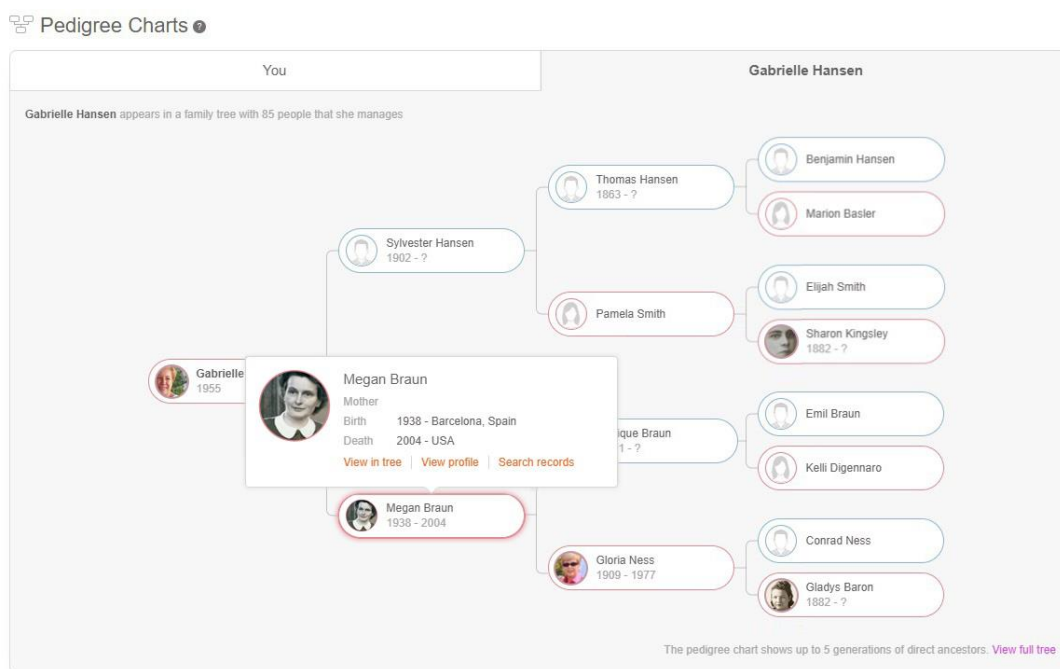 Pedigree Charts ?
You
Gabrielle Hansen
Gabrielle Hansen appears in a family tree with 85 people that she manages
Benjamin Hansen
Thomas Hansen
1863 - ?
Marion Basler
Sylvester Hansen
1902 - ?
Elijah Smith
Pamela Smith
Sharon Kingsley
1882 - ?
Gabrielle
1955
Megan Braun
Mother
Birth 1938 - Barcelona, Spain
Death 2004 - USA
View in tree | View profile | Search records
Emil Braun
ique Braun
1 - ?
Kelli Digennaro
Megan Braun
1938 - 2004
Conrad Ness
Gloria Ness
1909 - 1977
Gladys Baron
1882 - ?
The pedigree chart shows up to 5 generations of direct ancestors. View full tree